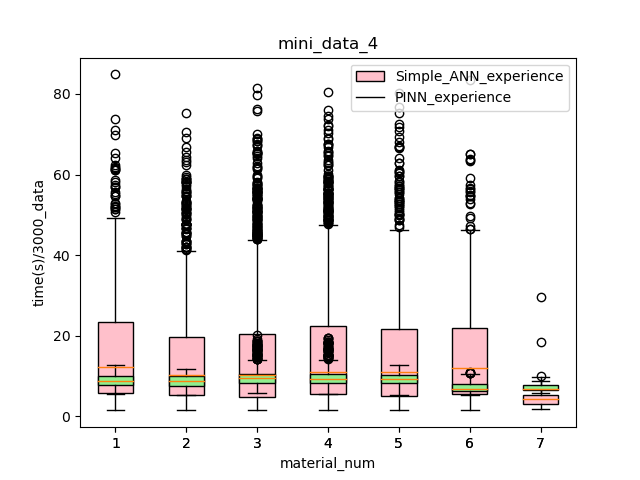 mini_data_4
Simple_ANN_experience
PINN_experience
80
60
40
20
0
time(s)/3000_data
1 2 3 4 5 6 7
material_num